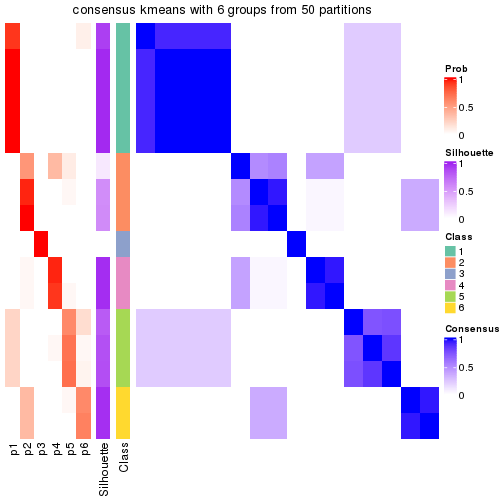 consensus kmeans with 6 groups from 50 partitions
Prob
1
0.5
0
Silhouette
1
0.5
0
Class
1
2
3
4
5
6
Consensus
1
0.5
0
p1
p2
p3
p4
p5
p6
Silhouette
Class